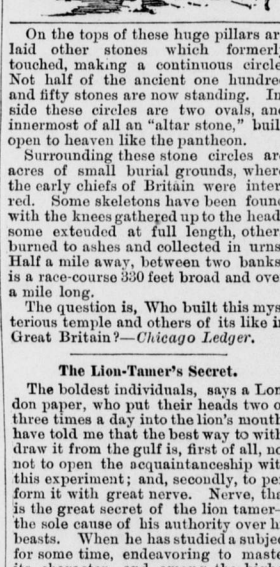 On the tops of these huge pillars ar
laid other stones which formerl
touched, making a continuous circle
Not half of the ancient one hundre
and fifty stones are now standing. In
side these circles are two ovals, an
innermost of all an "altar stone," buil
open to heaven like the pantheon.
Surrounding these stone circles ar
acres of small burial grounds, wher
the early chiefs of Britain were inter
red. Some skeletons have been foun
with the knees gathered up to the head
some extended at full length, other
burned to ashes and collected in urns
Half a mile away, between two banks
is a race-course 330 feet broad and ove
a mile long.
The question is, Who built this mys
terious temple and others of its like i
Great Britain?—Chicago Ledger.
The Lion-Tamer's Secret.
The boldest individuals, says a Lon
don paper, who put their heads two o
three times a day into the lion's mouth
have told me that the best way to with
draw it from the gulf is, first of all, no
not to open the acquaintanceship wit
this experiment; and, secondly, to pe
form it with great nerve. Nerve, tha
is the great secret of the lion tamer—
the sole cause of his authority over h
beasts. When he has studied a subje
for some time, endeavoring to maste